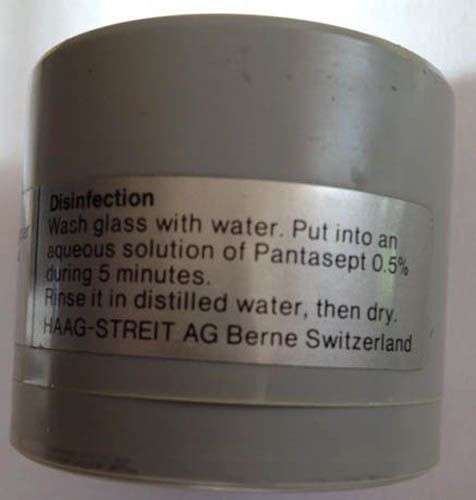 Disinfection
Wash glass with water. Put into an
aqueous solution of Pantasept 0.5%
during 5 minutes.
Rinse it in distilled water, then dry.
HAAG-STREIT AG Berne Switzerland